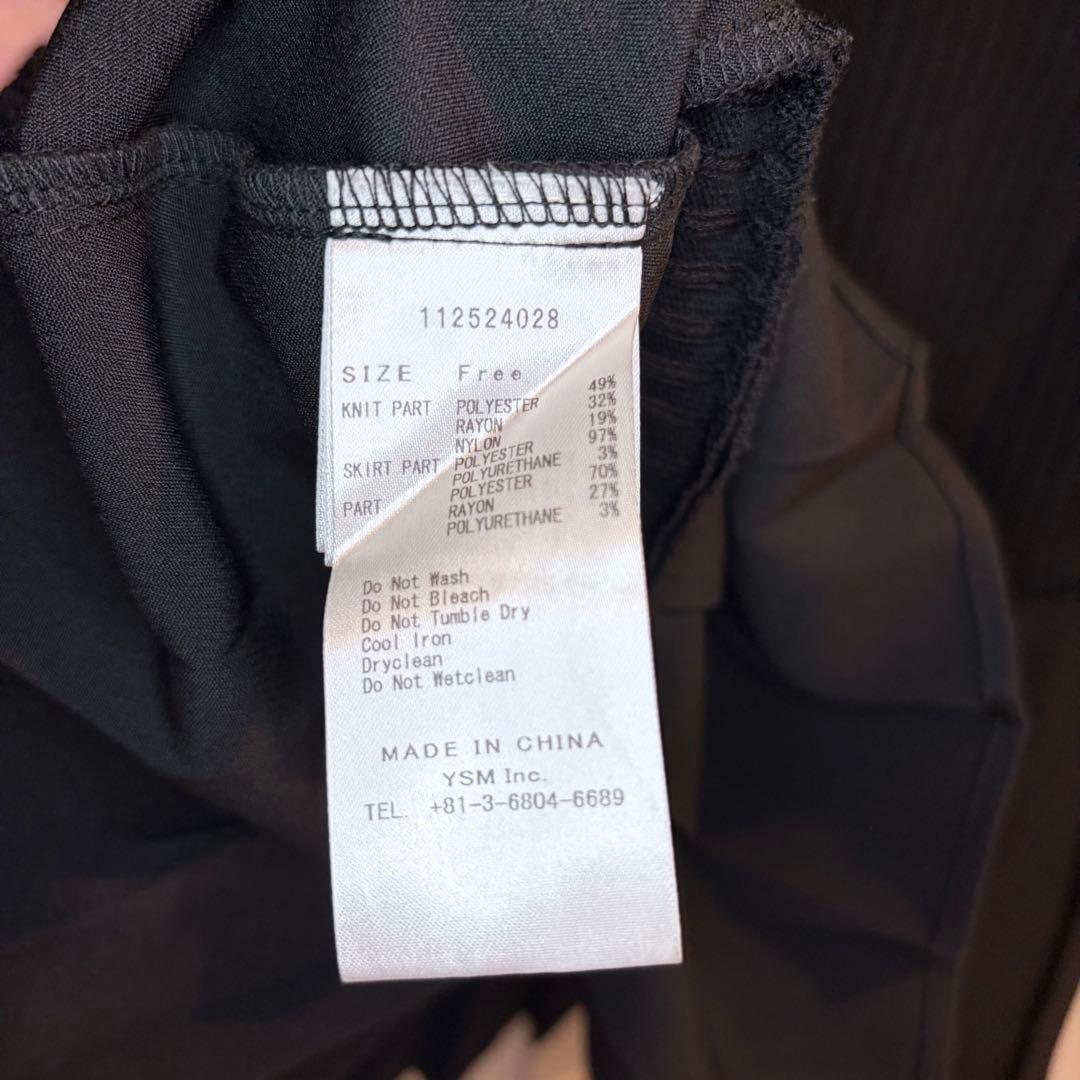 112524028
SIZE Free
KNIT PART POLYESTER 49%
RAYON 32%
NYLON 19%
SKIRT PART POLYESTER 97%
POLYURETHANE 3%
PART POLYESTER 70%
RAYON 27%
POLYURETHANE 3%
Do Not Wash
Do Not Bleach
Do Not Tumble Dry
Cool Iron
Dryclean
Do Not Wetclean
MADE IN CHINA
YSM Inc.
TEL. +81-3-6804-6689